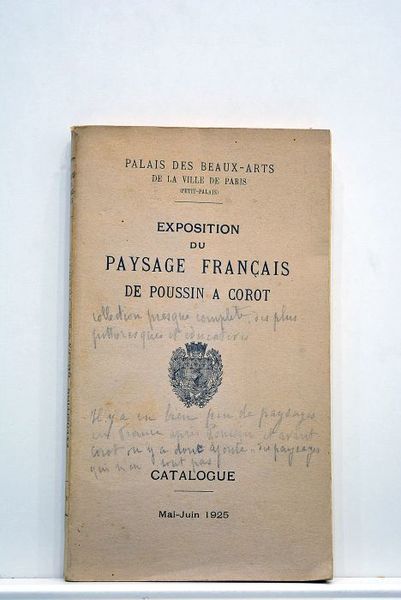 PALAIS DES BEAUX-ARTS
DE LA VILLE DE PARIS
(PETIT-PALAIS)
EXPOSITION
DU
PAYSAGE FRANÇAIS
DE POUSSIN A COROT
collection presque complète des plus
pittoresques et éducatives
Il y a eu bien peu de paysages
en France après Poussin et avant
Corot on y a donc ajouté des paysages
qui n'en sont pas
CATALOGUE
Mai-Juin 1925